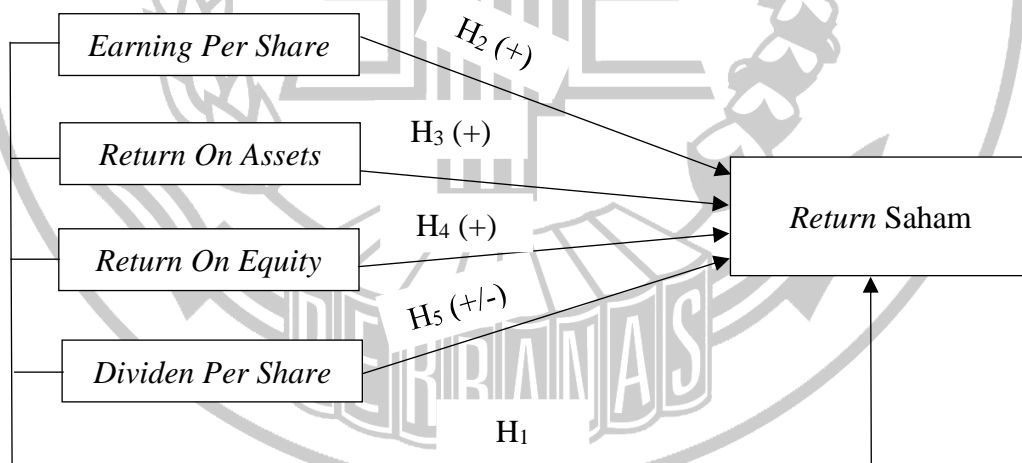 Earning Per Share
H₂ (+)
Return On Assets
H₃ (+)
Return Saham
Return On Equity
H₄ (+)
H₅ (+/-)
Dividen Per Share
H₁
PERBANAS